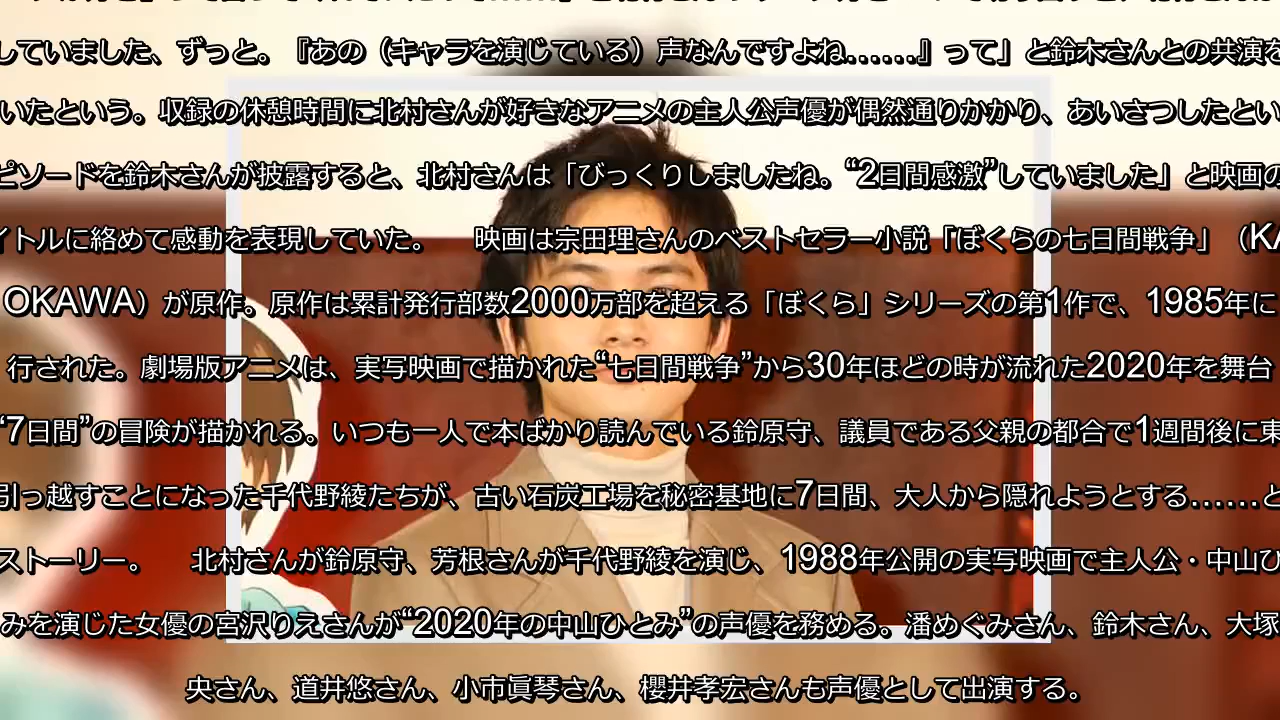 していました、ずっと。『あの（キャラを演じている）声なんですよね……』って」と鈴木さんとの共演を
いたという。収録の休憩時間に北村さんが好きなアニメの主人公声優が偶然通りかかり、あいさつしたとい
ピソードを鈴木さんが披露すると、北村さんは「びっくりしましたね。“2日間感激”していました」と映画の
イトルに絡めて感動を表現していた。　映画は宗田理さんのベストセラー小説「ぼくらの七日間戦争」（KA
OKAWA）が原作。原作は累計発行部数2000万部を超える「ぼくら」シリーズの第1作で、1985年に
行された。劇場版アニメは、実写映画で描かれた“七日間戦争”から30年ほどの時が流れた2020年を舞台
“7日間”の冒険が描かれる。いつも一人で本ばかり読んでいる鈴原守、議員である父親の都合で1週間後に東
引っ越すことになった千代野綾たちが、古い石炭工場を秘密基地に7日間、大人から隠れようとする……と
ストーリー。　北村さんが鈴原守、芳根さんが千代野綾を演じ、1988年公開の実写映画で主人公・中山ひ
みを演じた女優の宮沢りえさんが“2020年の中山ひとみ”の声優を務める。潘めぐみさん、鈴木さん、大塚
央さん、道井悠さん、小市眞琴さん、櫻井孝宏さんも声優として出演する。